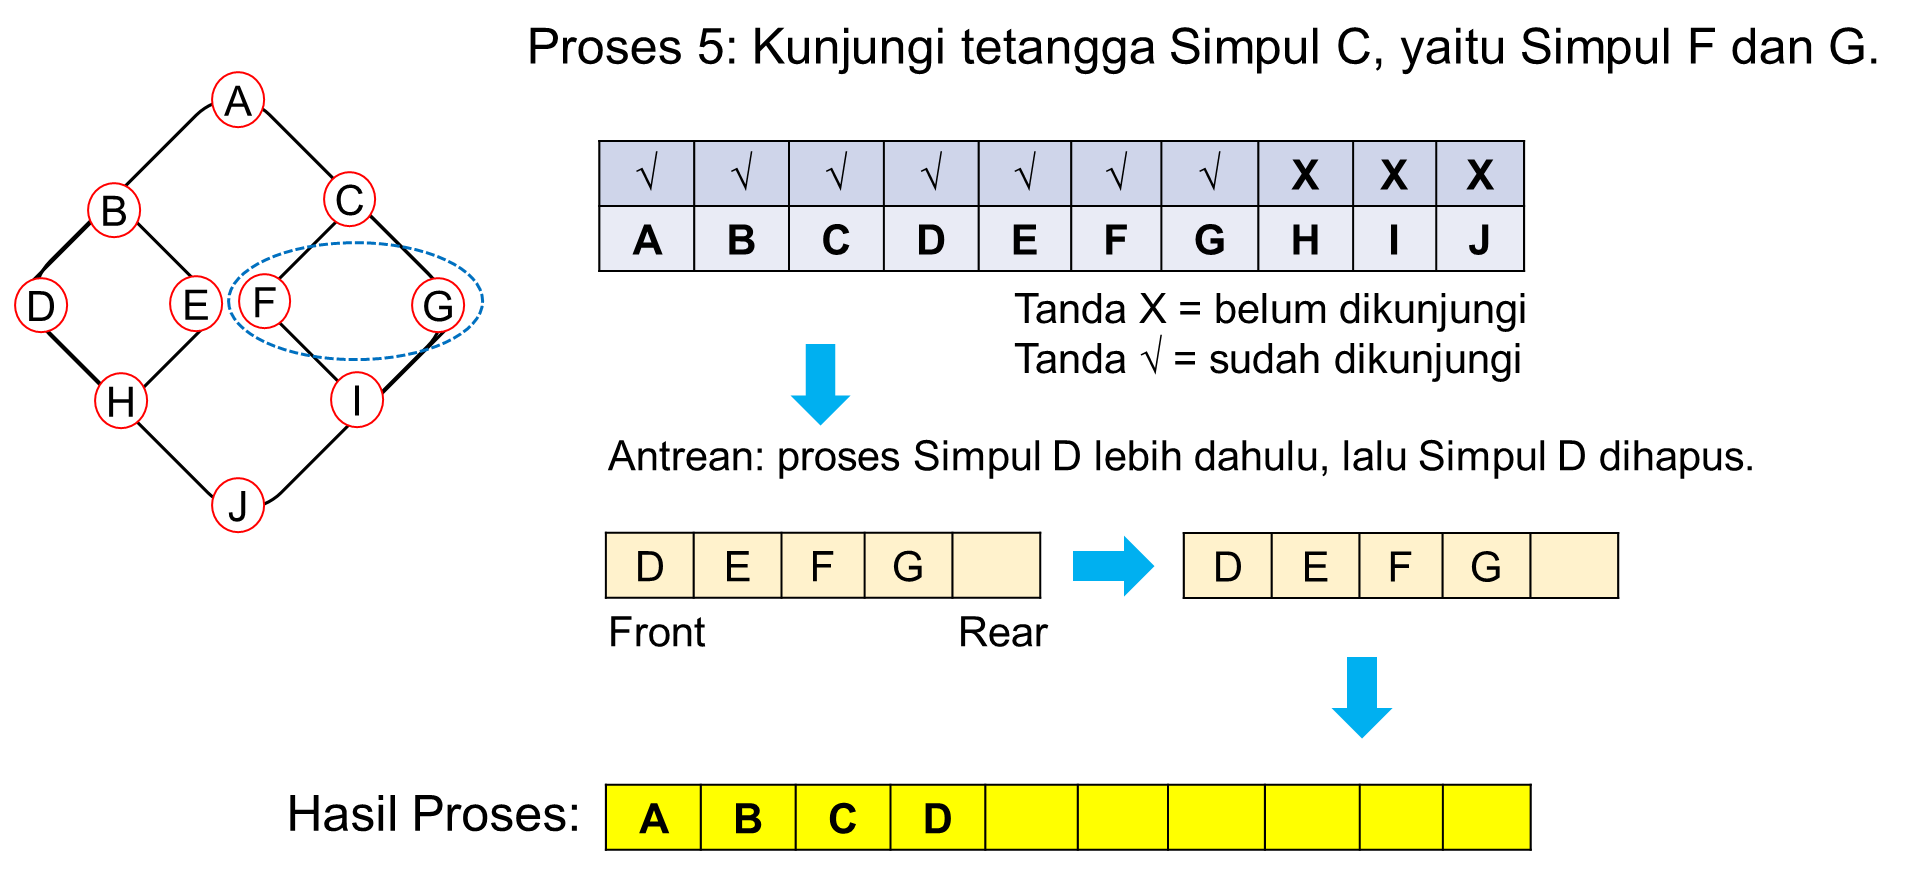 Proses 5: Kunjungi tetangga Simpul C, yaitu Simpul F dan G.
A
B
C
D
E
F
G
H
I
J
√ √ √ √ √ √ √ X X X
A B C D E F G H I J
Tanda X = belum dikunjungi
Tanda √ = sudah dikunjungi
Antrean: proses Simpul D lebih dahulu, lalu Simpul D dihapus.
D E F G
D E F G
Front Rear
Hasil Proses: A B C D